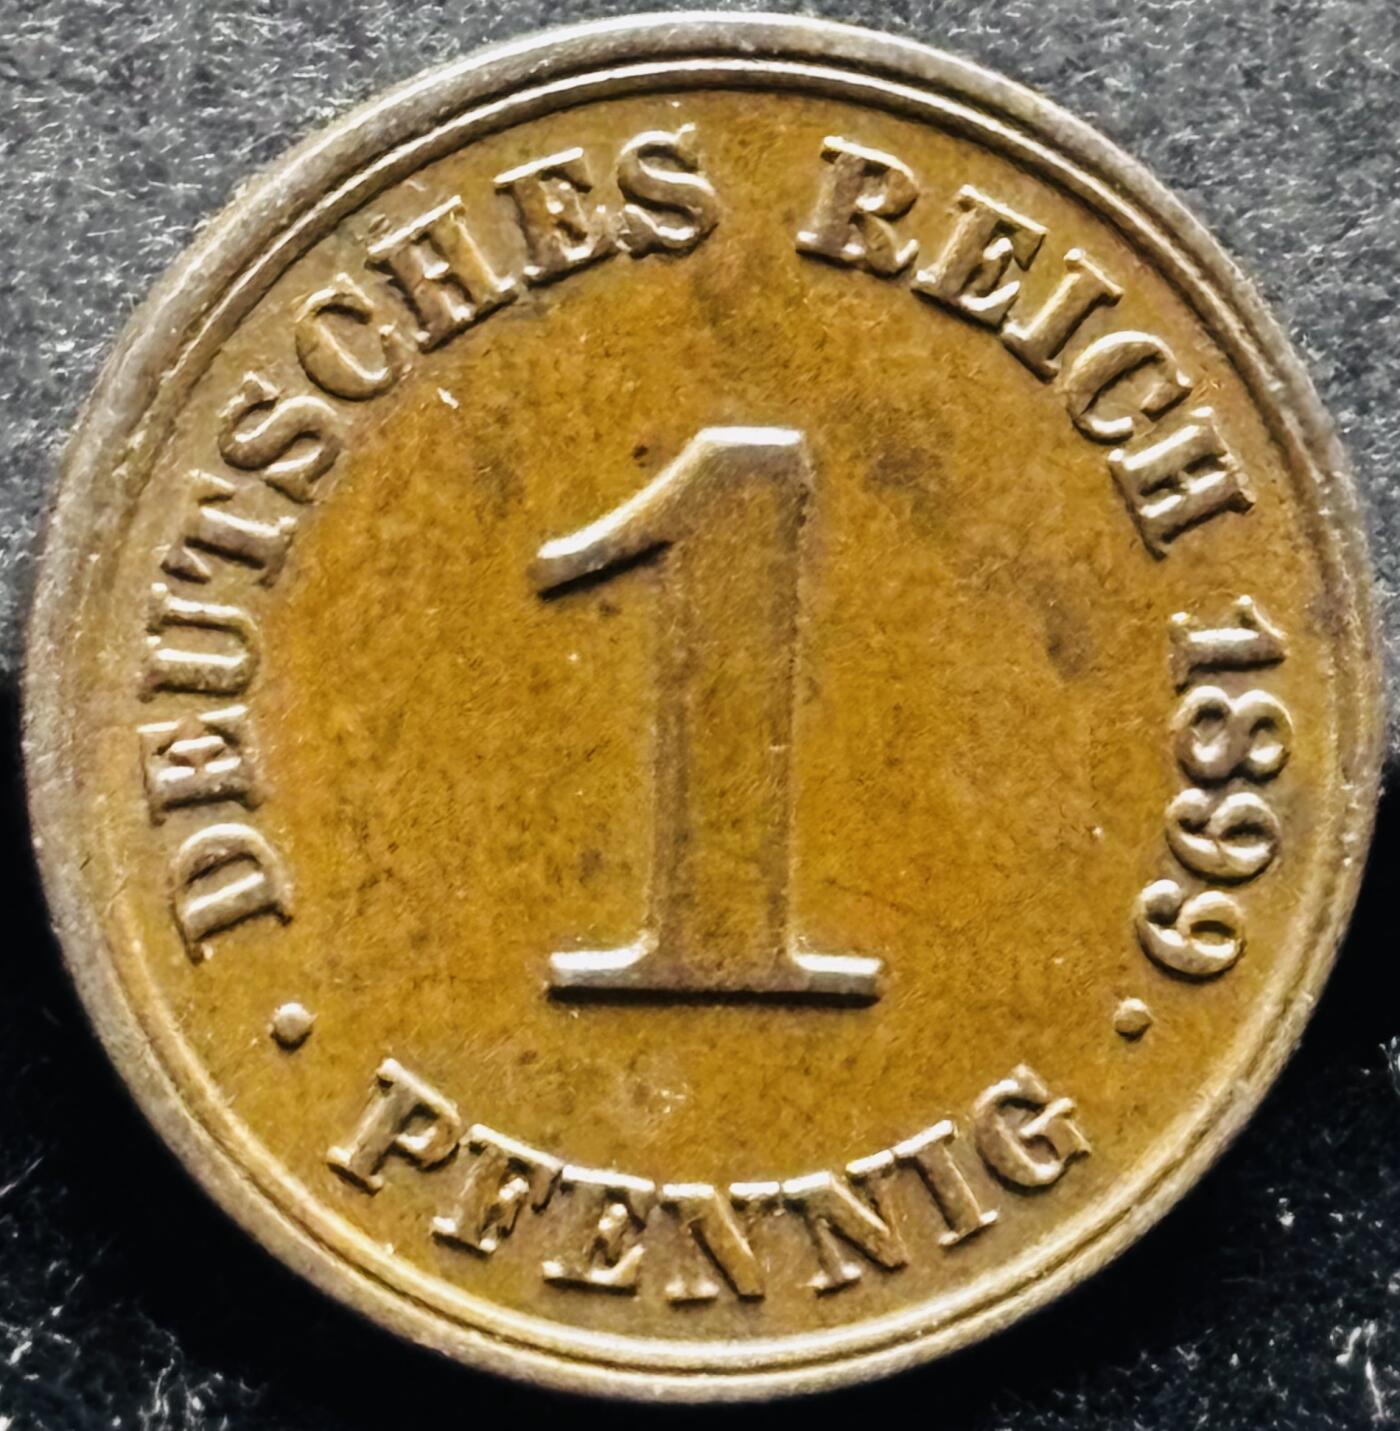 DEUTSCHES REICH 1899
1
· PFENNIG ·